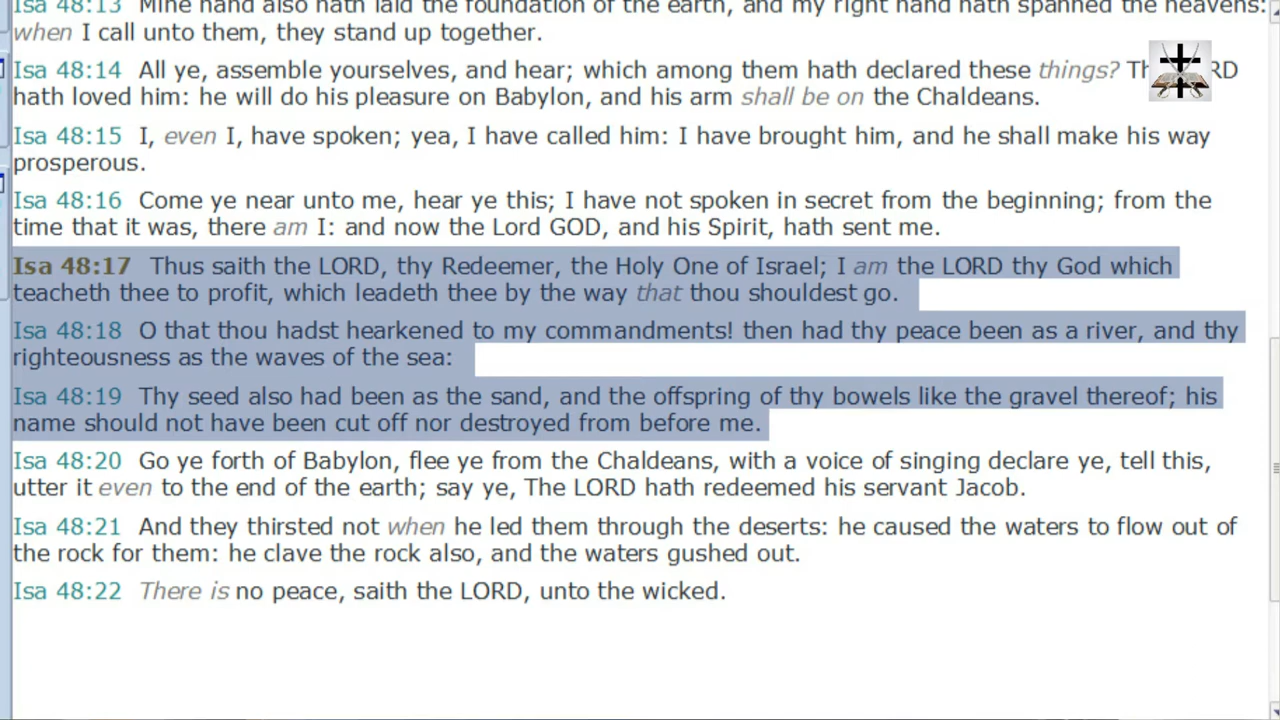 Isa 48:13 Mine hand also hath laid the foundation of the earth, and my right hand hath spanned the heavens:
when I call unto them, they stand up together.
Isa 48:14 All ye, assemble yourselves, and hear; which among them hath declared these things? The LORD
hath loved him: he will do his pleasure on Babylon, and his arm shall be on the Chaldeans.
Isa 48:15 I, even I, have spoken; yea, I have called him: I have brought him, and he shall make his way
prosperous.
Isa 48:16 Come ye near unto me, hear ye this; I have not spoken in secret from the beginning; from the
time that it was, there am I: and now the Lord GOD, and his Spirit, hath sent me.
Isa 48:17 Thus saith the LORD, thy Redeemer, the Holy One of Israel; I am the LORD thy God which
teacheth thee to profit, which leadeth thee by the way that thou shouldest go.
Isa 48:18 O that thou hadst hearkened to my commandments! then had thy peace been as a river, and thy
righteousness as the waves of the sea:
Isa 48:19 Thy seed also had been as the sand, and the offspring of thy bowels like the gravel thereof; his
name should not have been cut off nor destroyed from before me.
Isa 48:20 Go ye forth of Babylon, flee ye from the Chaldeans, with a voice of singing declare ye, tell this,
utter it even to the end of the earth; say ye, The LORD hath redeemed his servant Jacob.
Isa 48:21 And they thirsted not when he led them through the deserts: he caused the waters to flow out of
the rock for them: he clave the rock also, and the waters gushed out.
Isa 48:22 There is no peace, saith the LORD, unto the wicked.